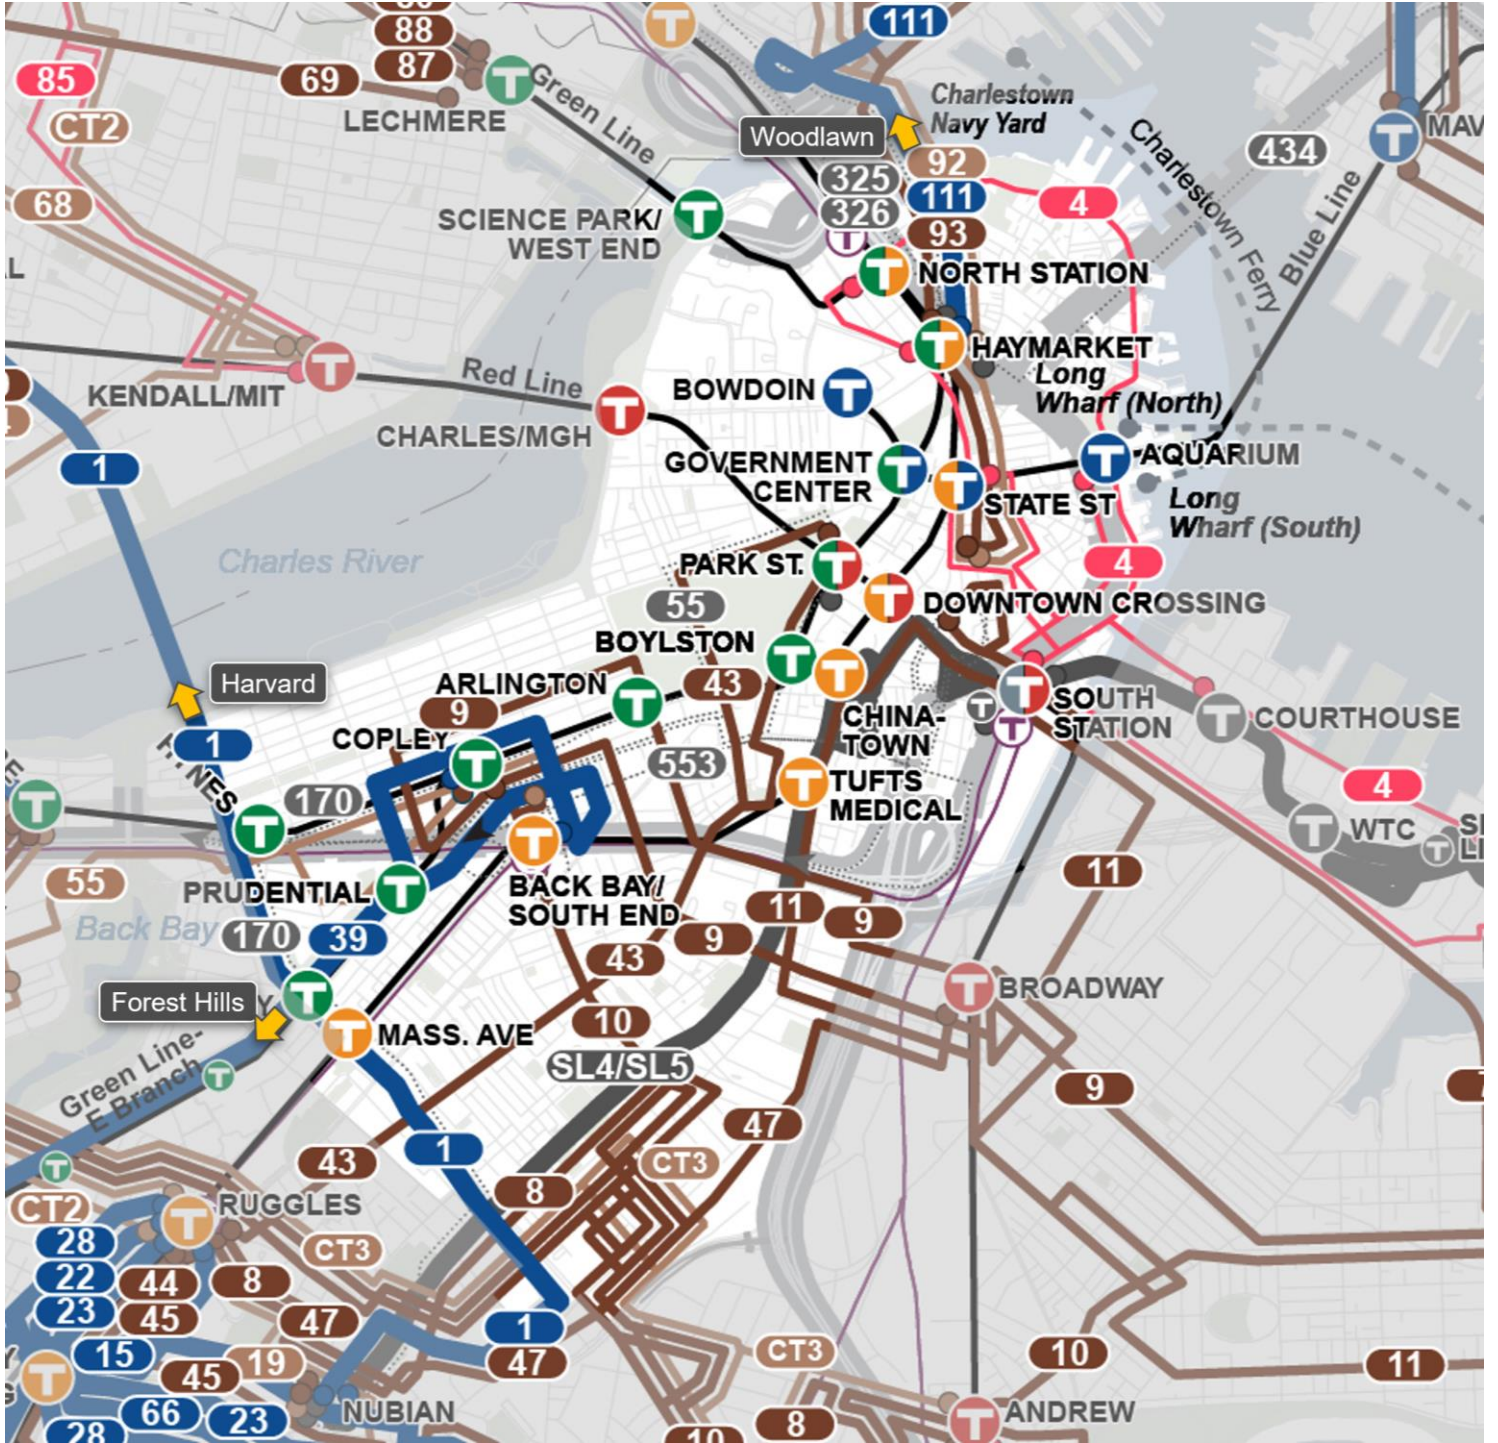 88
87
111
85
69
Green Line
LECHMERE
CT2
Charlestown
Navy Yard
Woodlawn
Charlestown Ferry
434
92
325
111
326
93
4
68
SCIENCE PARK/
WEST END
T
NORTH STATION
Blue Line
HAYMARKET
Red Line
KENDALL/MIT
BOWDOIN
Long
Wharf (North)
CHARLES/MGH
1
GOVERNMENT
CENTER
AQUARIUM
STATE ST
Long
Wharf (South)
Charles River
PARK ST.
4
55
DOWNTOWN CROSSING
BOYLSTON
Harvard
ARLINGTON
43
9
SOUTH
STATION
COURTHOUSE
CHINA-
TOWN
COPLEY
1
553
170
TUFTS
MEDICAL
4
WTC
55
PRUDENTIAL
BACK BAY/
SOUTH END
11
Back Bay
170
39
11
9
9
43
BROADWAY
Forest Hills
MASS. AVE
10
Green Line-
E Branch
SL4/SL5
9
47
43
1
CT3
8
CT2
RUGGLES
28
CT3
22
44
8
23
45
47
1
47
15
45
19
CT3
10
11
66
23
NUBIAN
8
ANDREW
28
10